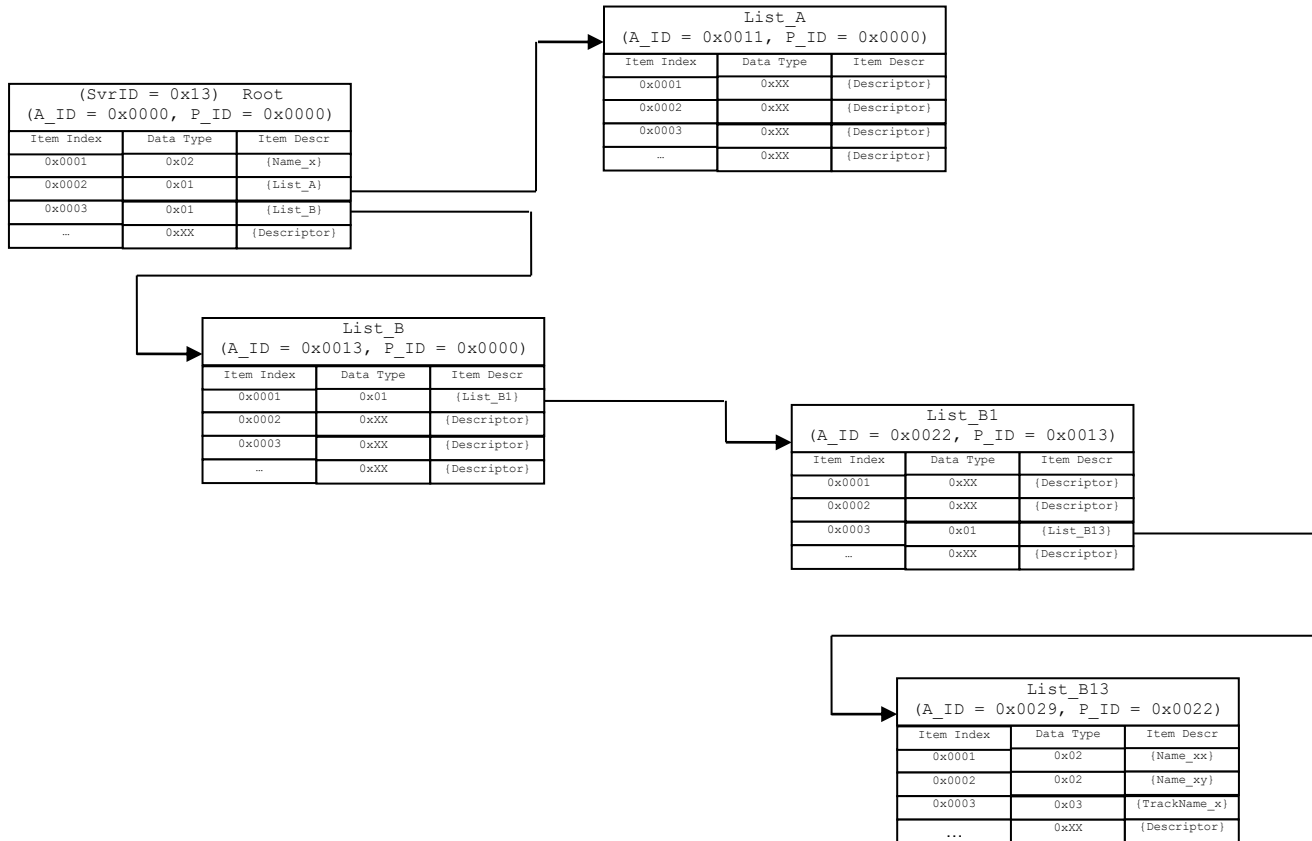 List_A
(A_ID = 0x0011, P_ID = 0x0000)
Item Index Data Type Item Descr
0x0001 0xXX {Descriptor}
0x0002 0xXX {Descriptor}
0x0003 0xXX {Descriptor}
… 0xXX {Descriptor}
(SvrID = 0x13) Root
(A_ID = 0x0000, P_ID = 0x0000)
Item Index Data Type Item Descr
0x0001 0x02 {Name_x}
0x0002 0x01 {List_A}
0x0003 0x01 {List_B}
… 0xXX {Descriptor}
List_B
(A_ID = 0x0013, P_ID = 0x0000)
Item Index Data Type Item Descr
0x0001 0x01 {List_B1}
0x0002 0xXX {Descriptor}
0x0003 0xXX {Descriptor}
… 0xXX {Descriptor}
List_B1
(A_ID = 0x0022, P_ID = 0x0013)
Item Index Data Type Item Descr
0x0001 0xXX {Descriptor}
0x0002 0xXX {Descriptor}
0x0003 0x01 {List_B13}
… 0xXX {Descriptor}
List_B13
(A_ID = 0x0029, P_ID = 0x0022)
Item Index Data Type Item Descr
0x0001 0x02 {Name_xx}
0x0002 0x02 {Name_xy}
0x0003 0x03 {TrackName_x}
… 0xXX {Descriptor}